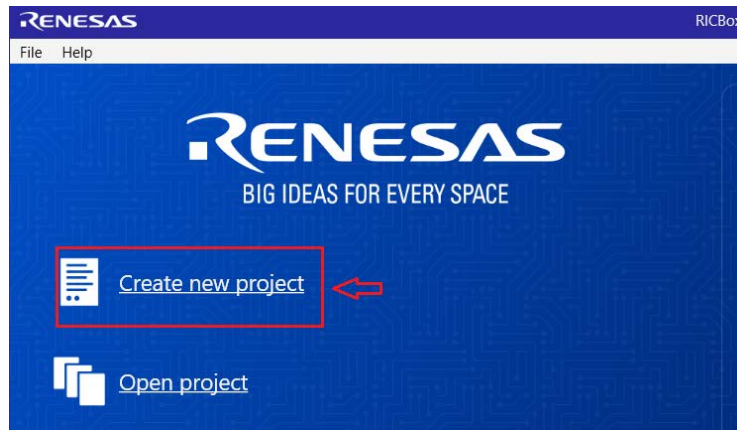 RENESAS
RICBox
File Help
RENESAS
BIG IDEAS FOR EVERY SPACE
Create new project
Open project